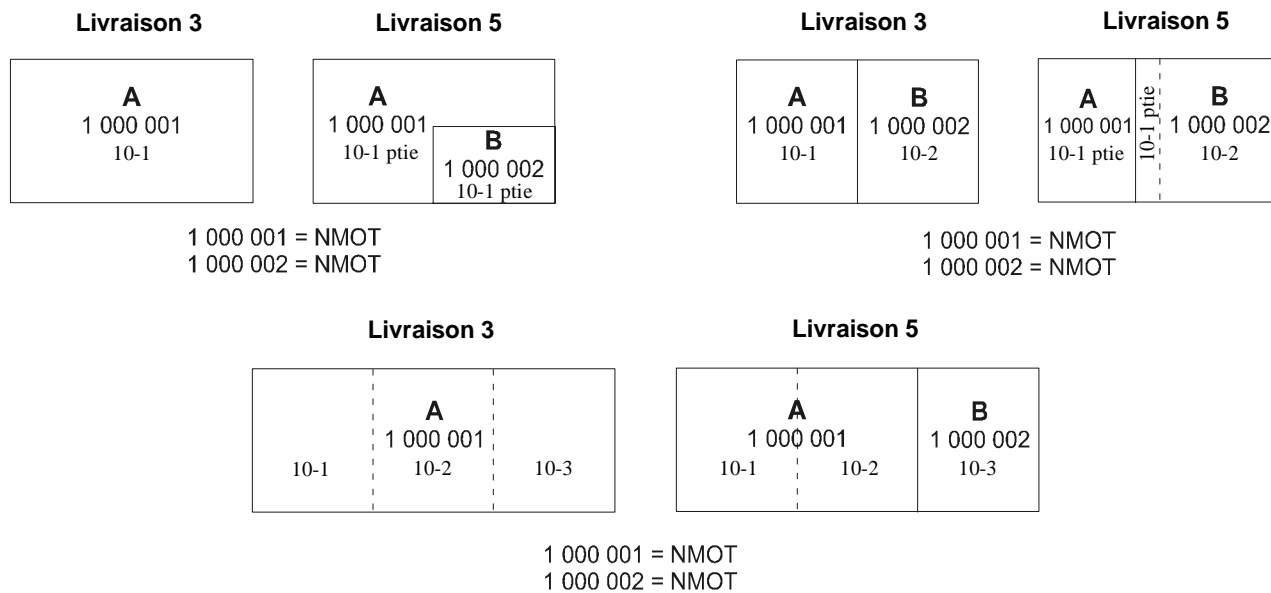 Livraison 3
Livraison 5
A
1 000 001
10-1
A
1 000 001
10-1 ptie
B
1 000 002
10-1 ptie
1 000 001 = NMOT
1 000 002 = NMOT
Livraison 3
Livraison 5
A
1 000 001
10-1
B
1 000 002
10-2
A
1 000 001
10-1 ptie
10-1 ptie
B
1 000 002
10-2
1 000 001 = NMOT
1 000 002 = NMOT
Livraison 3
Livraison 5
A
1 000 001
10-1 10-2 10-3
A
1 000 001
10-1 10-2
B
1 000 002
10-3
1 000 001 = NMOT
1 000 002 = NMOT